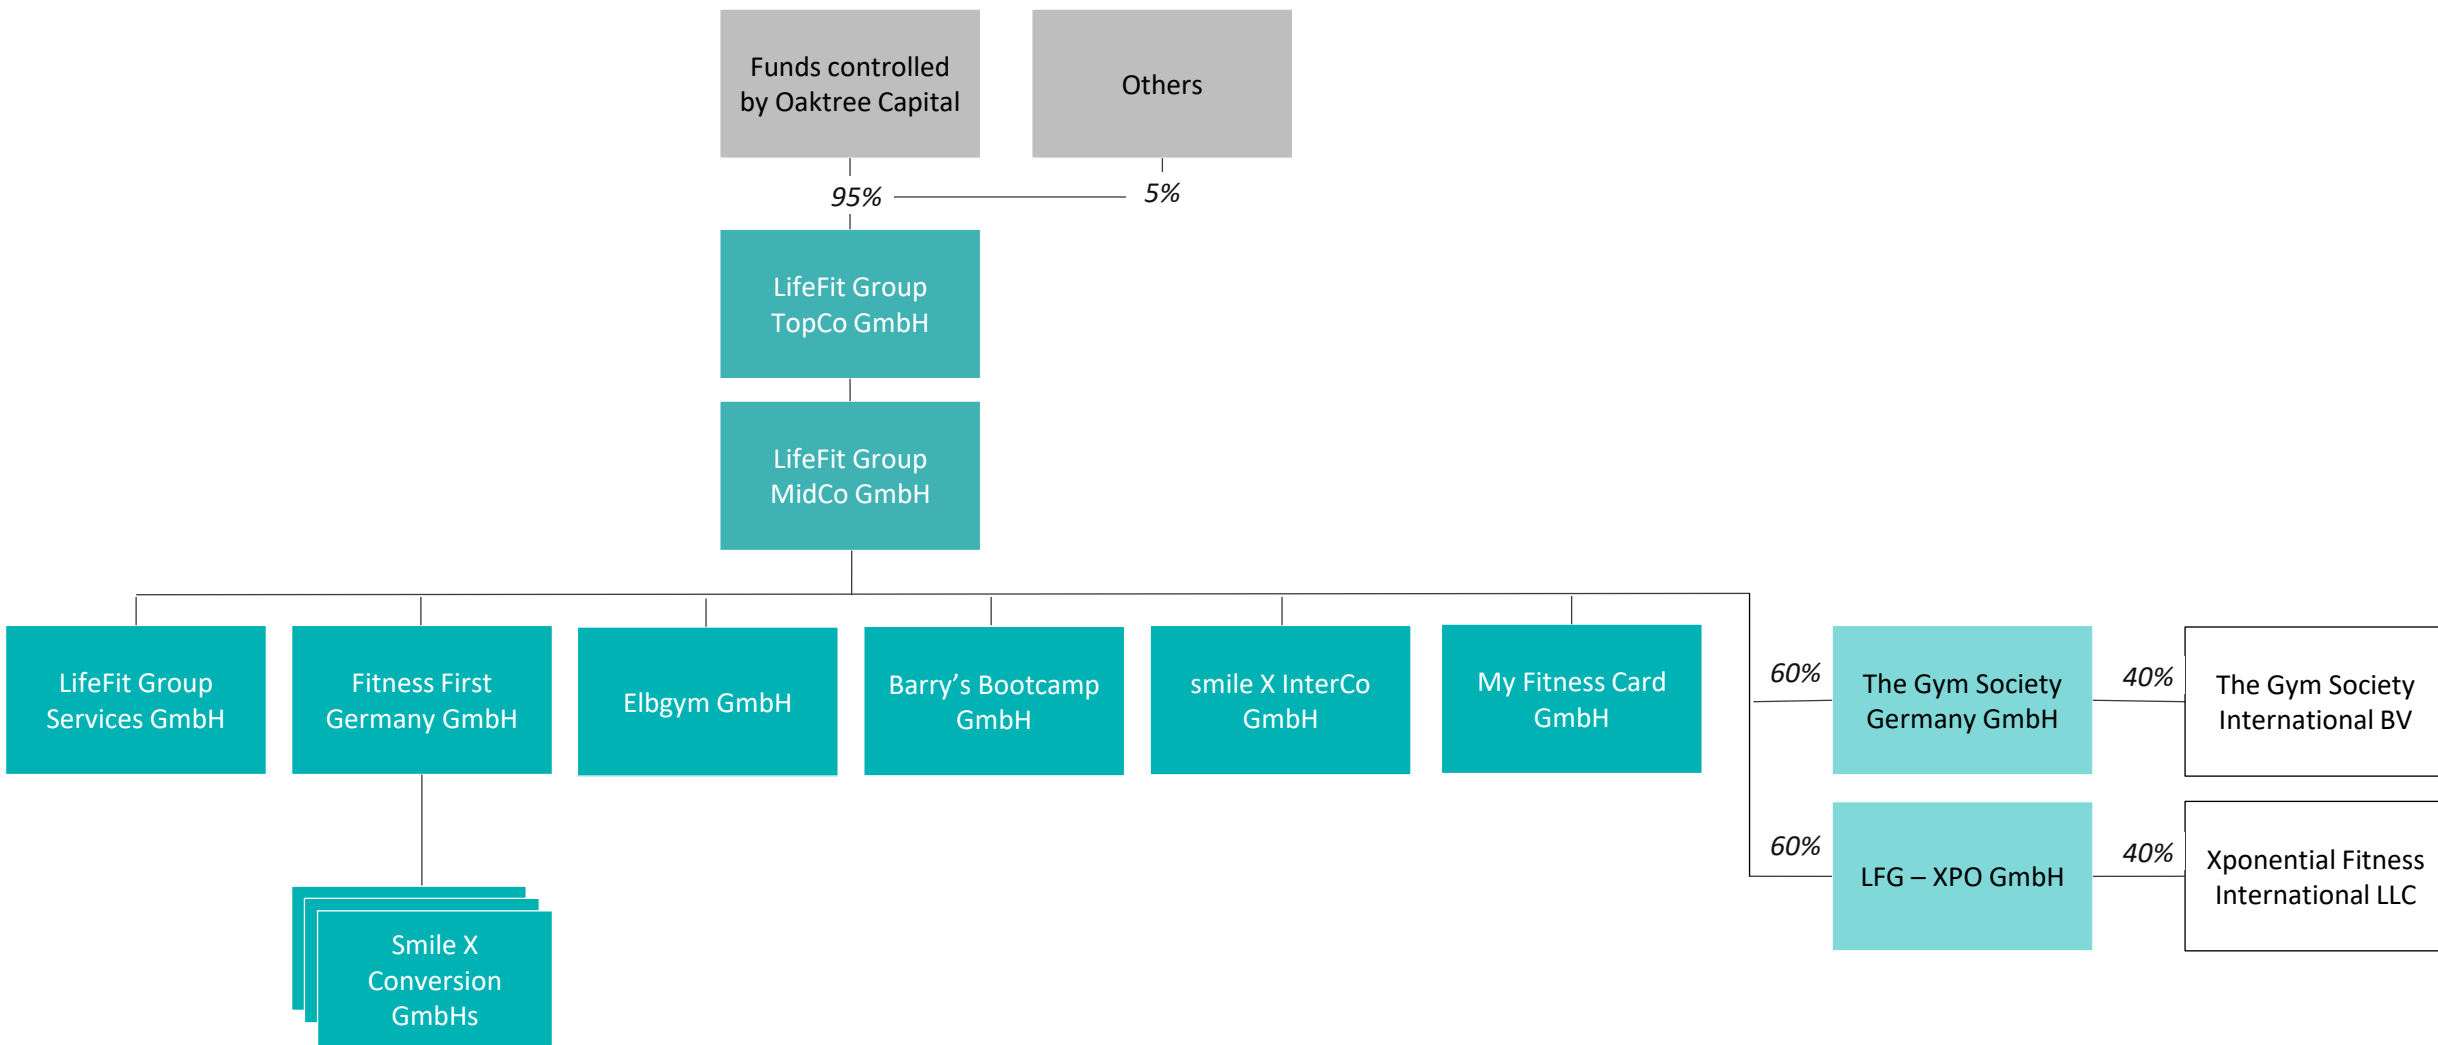 Funds controlled
by Oaktree Capital
Others
95%
5%
LifeFit Group
TopCo GmbH
LifeFit Group
MidCo GmbH
LifeFit Group
Services GmbH
Fitness First
Germany GmbH
Elbgym GmbH
Barry’s Bootcamp
GmbH
smile X InterCo
GmbH
My Fitness Card
GmbH
60%
The Gym Society
Germany GmbH
40%
The Gym Society
International BV
60%
LFG – XPO GmbH
40%
Xponential Fitness
International LLC
Smile X
Conversion
GmbHs